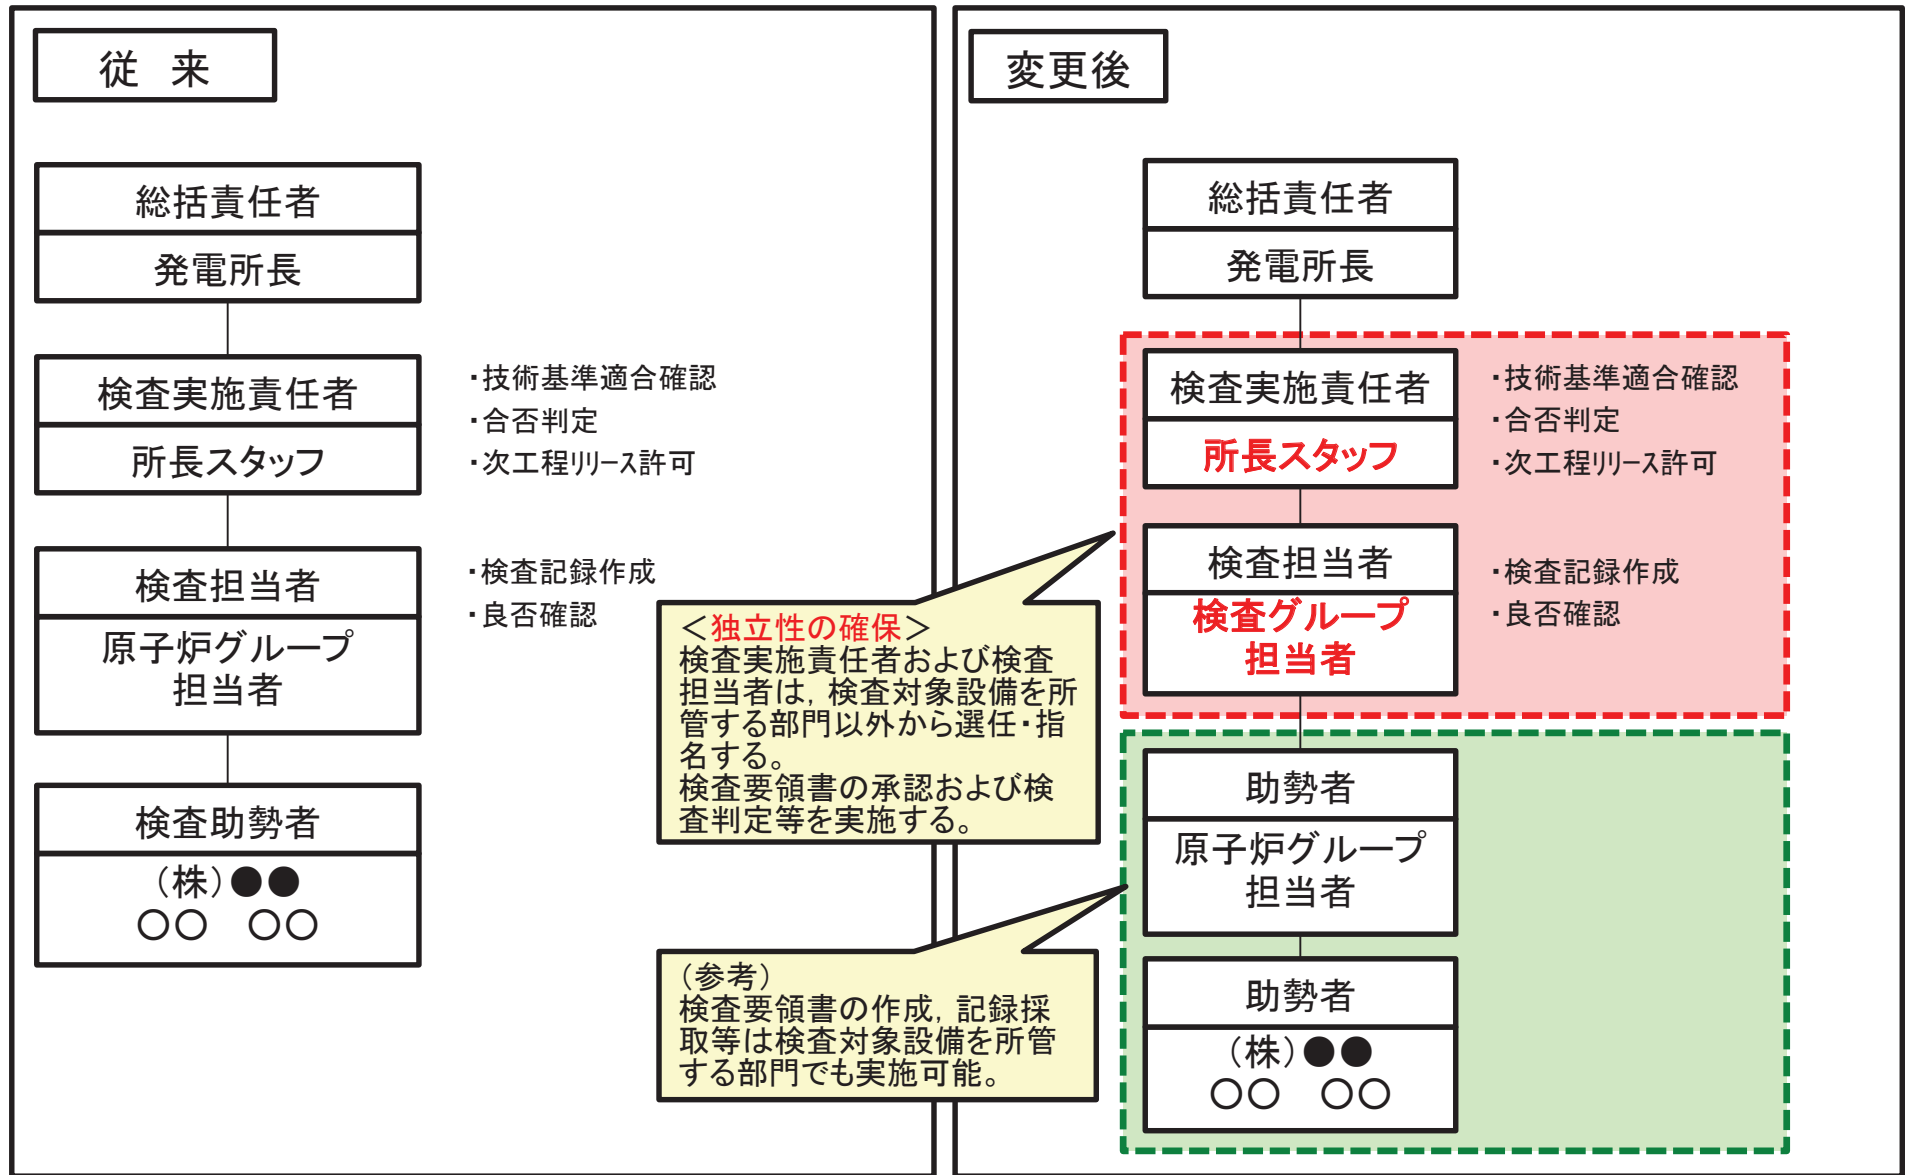 従 来
総括責任者
発電所長
検査実施責任者
所長スタッフ
・技術基準適合確認
・合否判定
・次工程リリース許可
検査担当者
原子炉グループ
担当者
・検査記録作成
・良否確認
検査助勢者
(株)●●
○○ ○○
変更後
総括責任者
発電所長
検査実施責任者
所長スタッフ
・技術基準適合確認
・合否判定
・次工程リリース許可
検査担当者
検査グループ
担当者
・検査記録作成
・良否確認
<独立性の確保>
検査実施責任者および検査
担当者は,検査対象設備を所
管する部門以外から選任・指
名する。
検査要領書の承認および検
査判定等を実施する。
助勢者
原子炉グループ
担当者
(参考)
検査要領書の作成,記録採
取等は検査対象設備を所管
する部門でも実施可能。
助勢者
(株)●●
○○ ○○